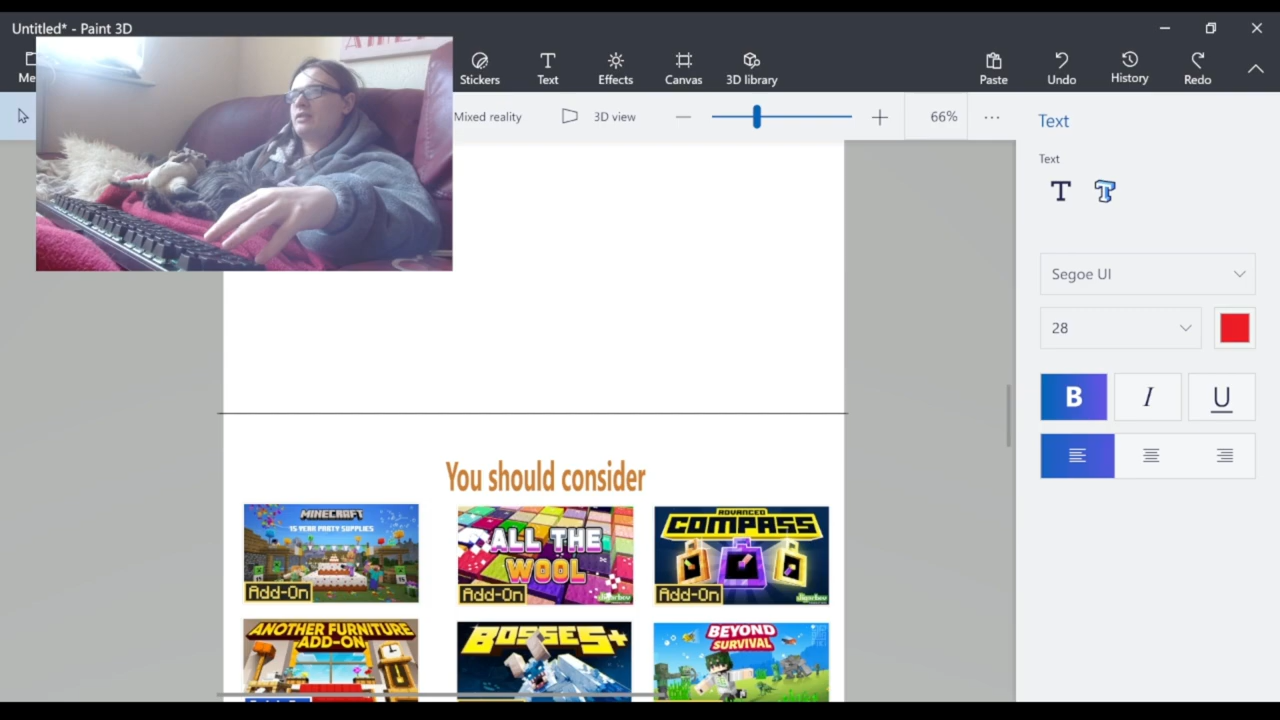 Untitled* - Paint 3D
Me
Stickers
Text
Effects
Canvas
3D library
Paste
Undo
History
Redo
Mixed reality
3D view
66%
Text
Text
Segoe UI
28
B
I
U
You should consider
MINECRAFT
15 YEAR PARTY SUPPLIES
Add-On
ALL THE
WOOL
Add-On
ADVANCED
COMPASS
Add-On
ANOTHER FURNITURE
ADD-ON
BOSSES+
BEYOND
SURVIVAL